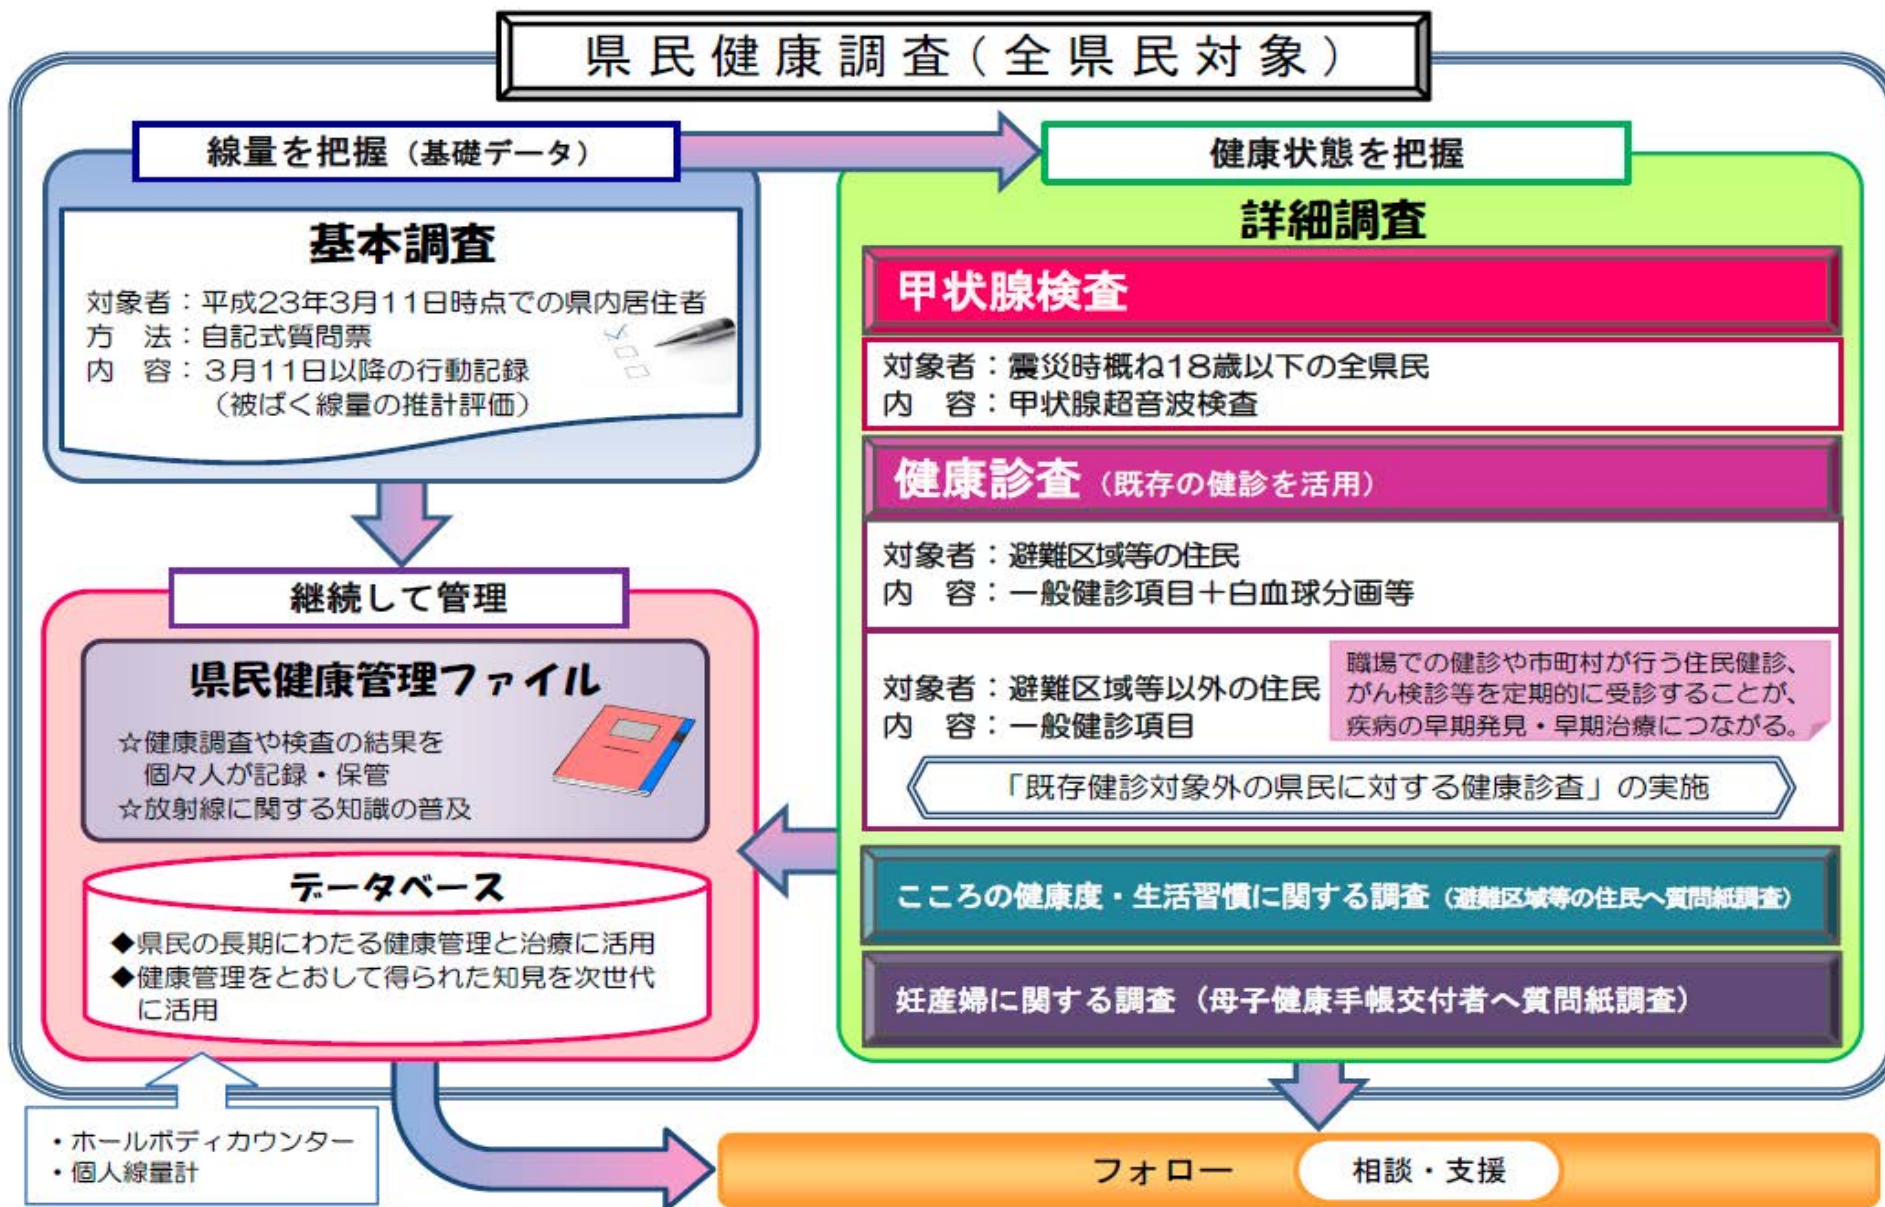 県民健康調査(全県民対象)
線量を把握(基礎データ)
基本調査
対象者:平成23年3月11日時点での県内居住者
方 法:自記式質問票
内 容:3月11日以降の行動記録
(被ばく線量の推計評価)
継続して管理
県民健康管理ファイル
☆健康調査や検査の結果を
個々人が記録・保管
☆放射線に関する知識の普及
データベース
◆県民の長期にわたる健康管理と治療に活用
◆健康管理をとおして得られた知見を次世代
に活用
・ホールボディカウンター
・個人線量計
健康状態を把握
詳細調査
甲状腺検査
対象者:震災時概ね18歳以下の全県民
内 容:甲状腺超音波検査
健康診査(既存の健診を活用)
対象者:避難区域等の住民
内 容:一般健診項目+白血球分画等
対象者:避難区域等以外の住民
内 容:一般健診項目
職場での健診や市町村が行う住民健診、
がん検診等を定期的に受診することが、
疾病の早期発見・早期治療につながる。
「既存健診対象外の県民に対する健康診査」の実施
こころの健康度・生活習慣に関する調査(避難区域等の住民へ質問紙調査)
妊産婦に関する調査(母子健康手帳交付者へ質問紙調査)
フォロー 相談・支援